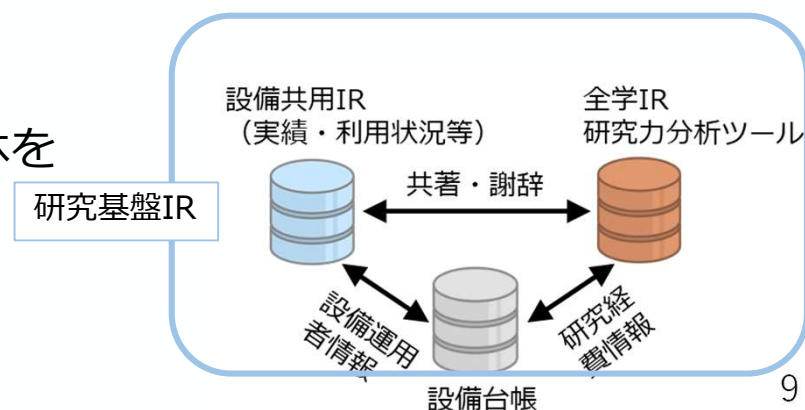 設備共用IR
（実績・利用状況等）
全学IR
研究力分析ツール
を
研究基盤IR
共著・謝辞
設備運用
者情報
研究経
費情報
設備台帳
9